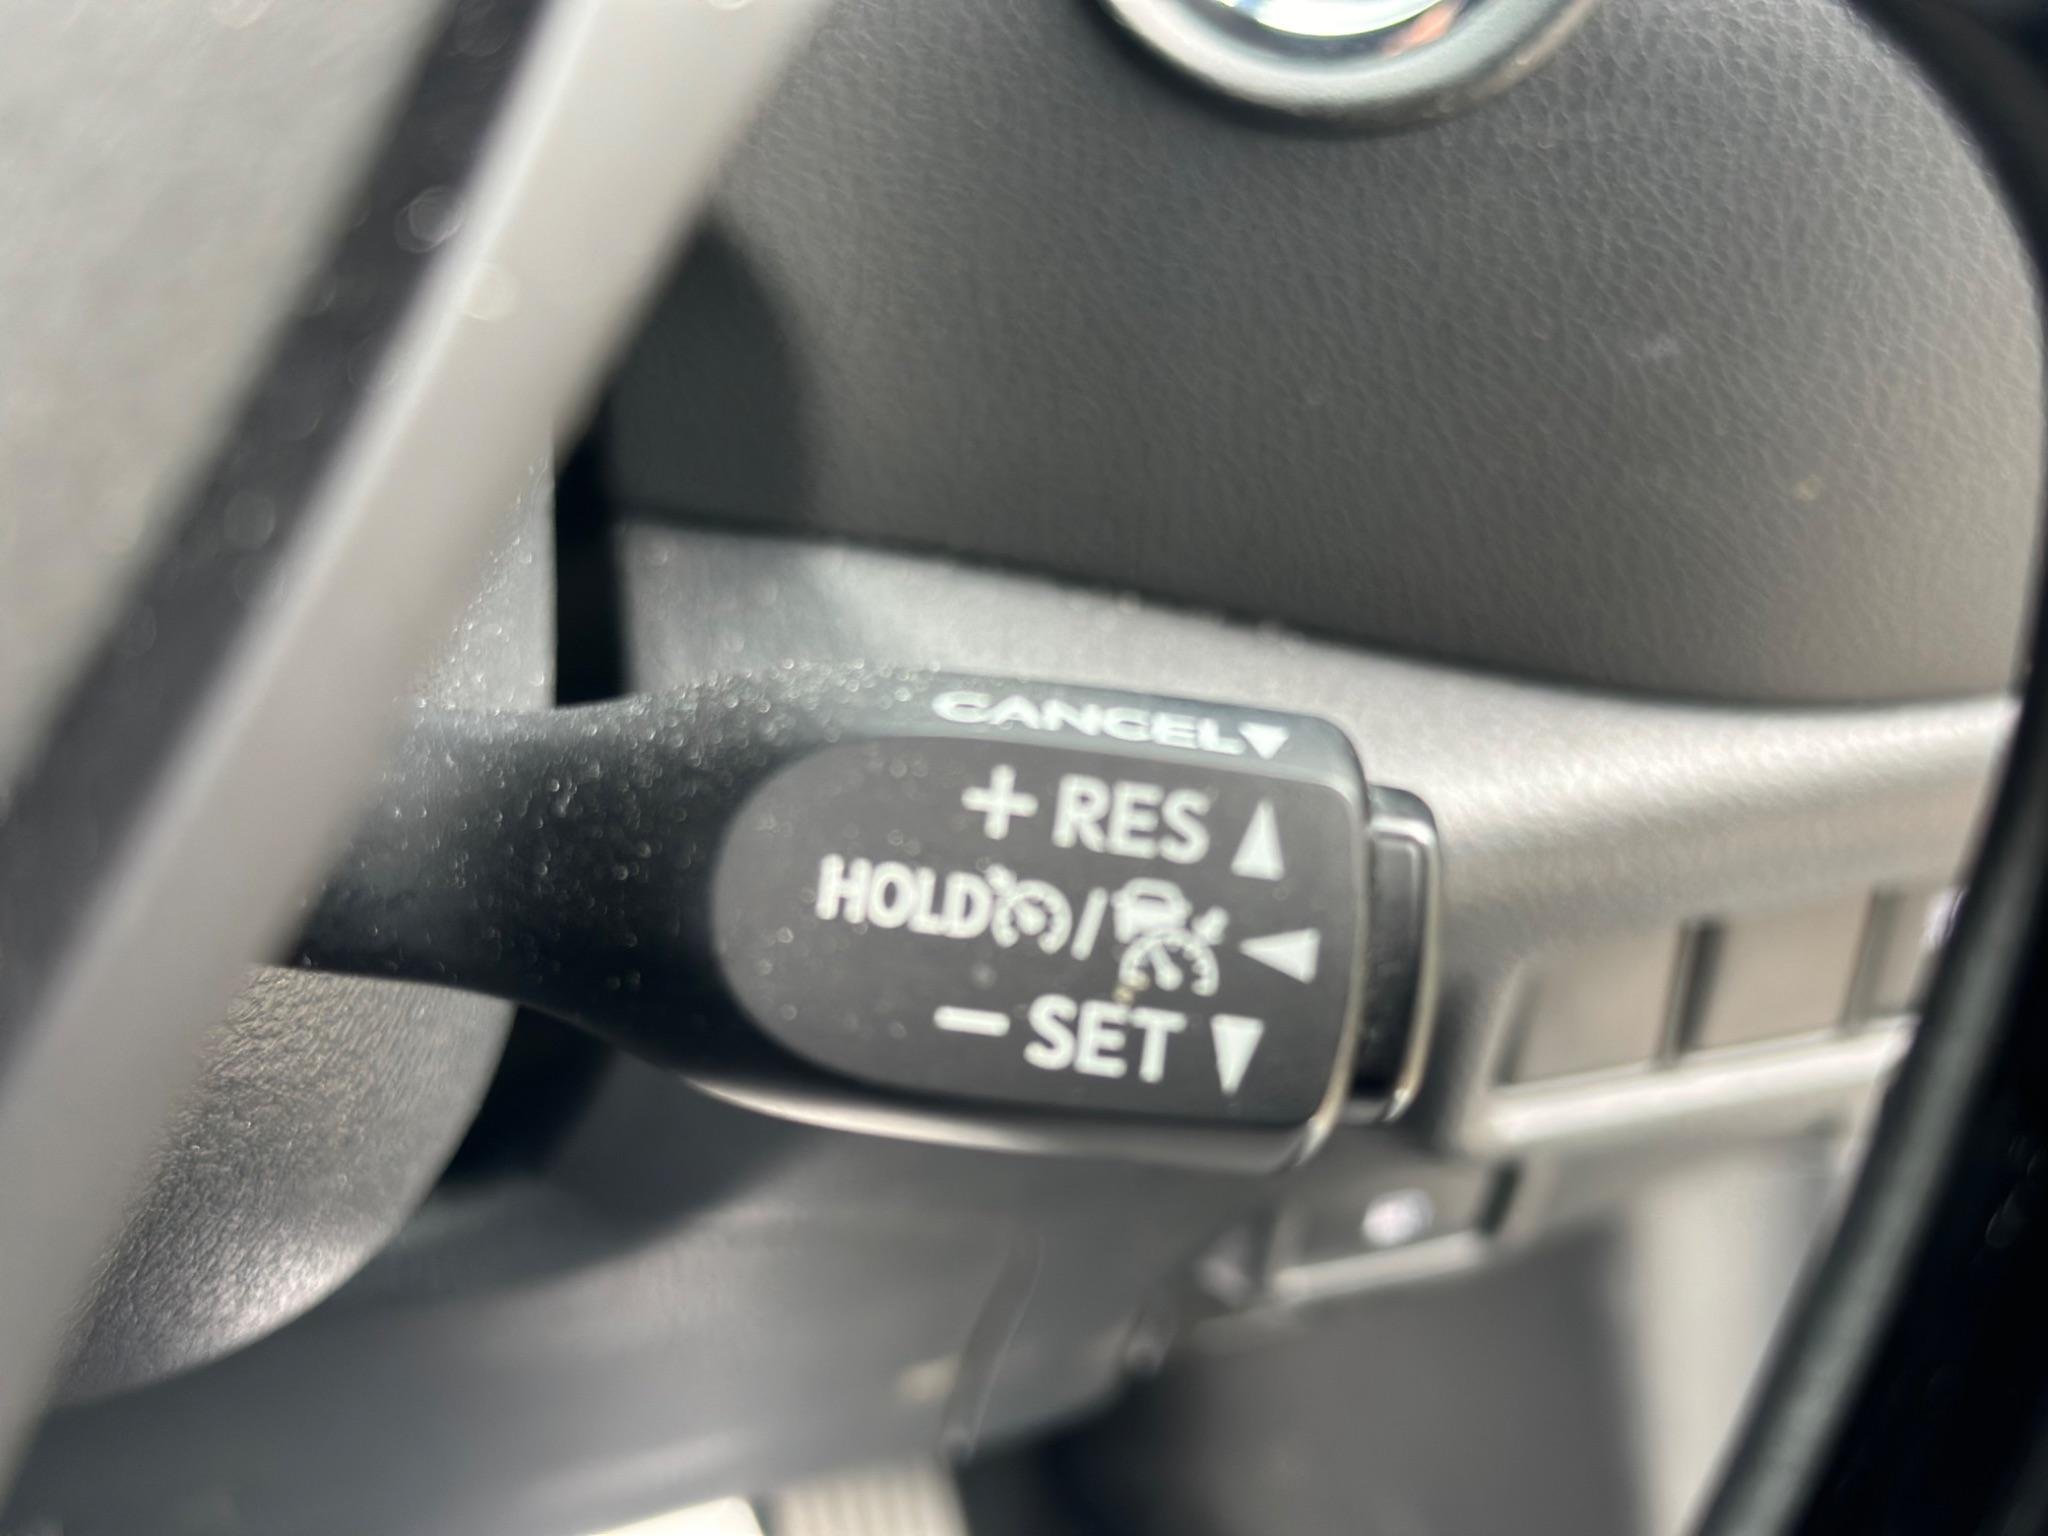 CANCEL▼
+ RES ▲
HOLD / ◀
− SET ▼